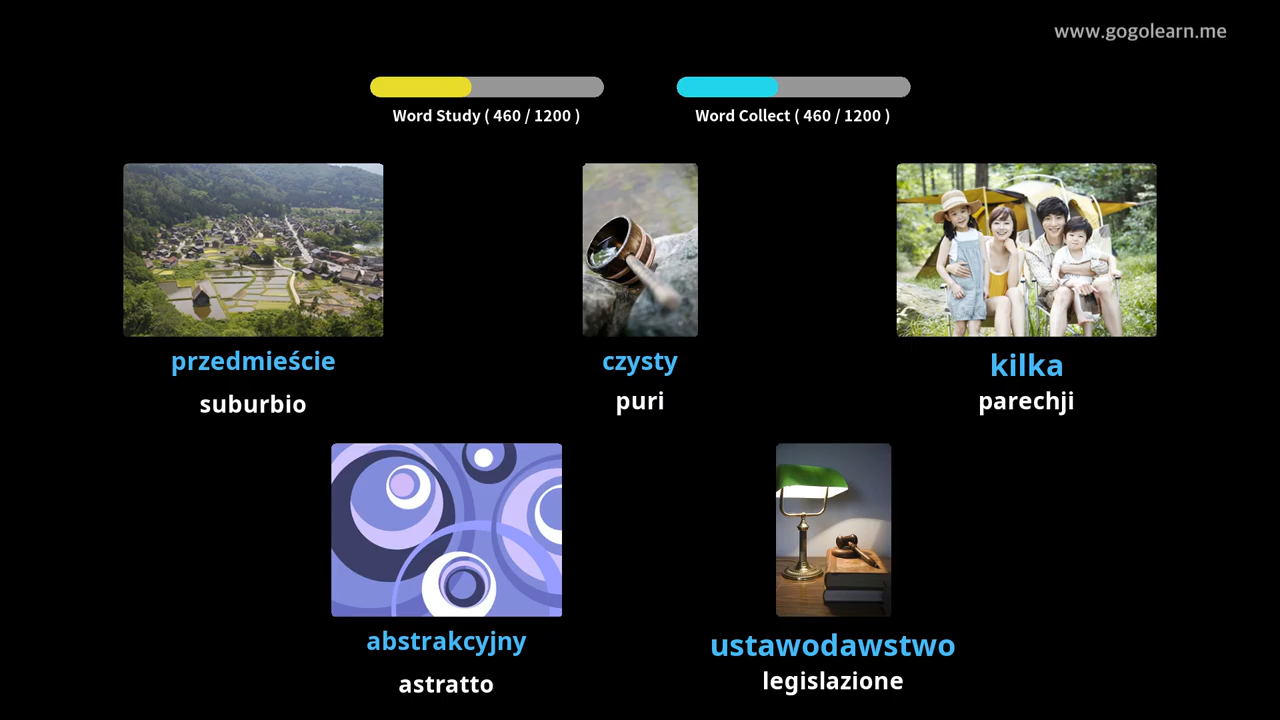 www.gogolearn.me
Word Study ( 460 / 1200 )
Word Collect ( 460 / 1200 )
przedmieście
suburbio
czysty
puri
kilka
parechji
abstrakcyjny
astratto
ustawodawstwo
legislazione